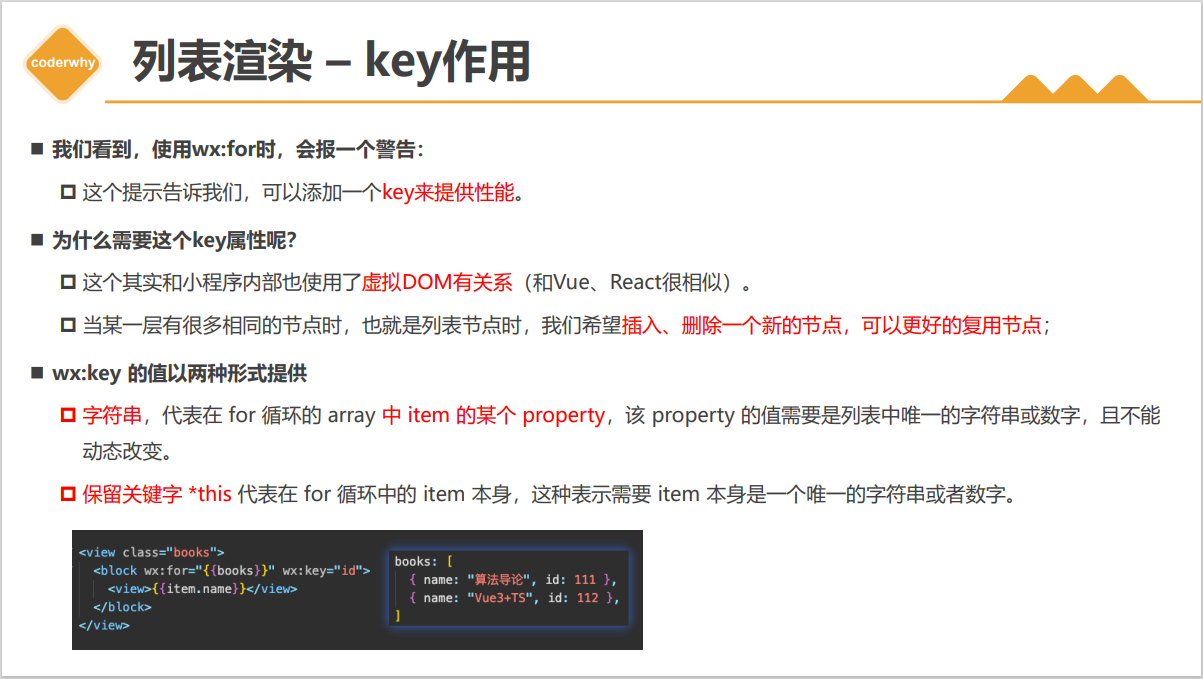 coderwhy
列表渲染 – key作用
■ 我们看到，使用wx:for时，会报一个警告：
这个提示告诉我们，可以添加一个key来提供性能。
■ 为什么需要这个key属性呢？
这个其实和小程序内部也使用了虚拟DOM有关系（和Vue、React很相似）。
当某一层有很多相同的节点时，也就是列表节点时，我们希望插入、删除一个新的节点，可以更好的复用节点；
■ wx:key 的值以两种形式提供
字符串，代表在 for 循环的 array 中 item 的某个 property，该 property 的值需要是列表中唯一的字符串或数字，且不能
动态改变。
保留关键字 *this 代表在 for 循环中的 item 本身，这种表示需要 item 本身是一个唯一的字符串或者数字。
<view class="books">
<block wx:for="{{books}}" wx:key="id">
<view>{{item.name}}</view>
</block>
</view>
books: [
{ name: "算法导论", id: 111 },
{ name: "Vue3+TS", id: 112 },
]